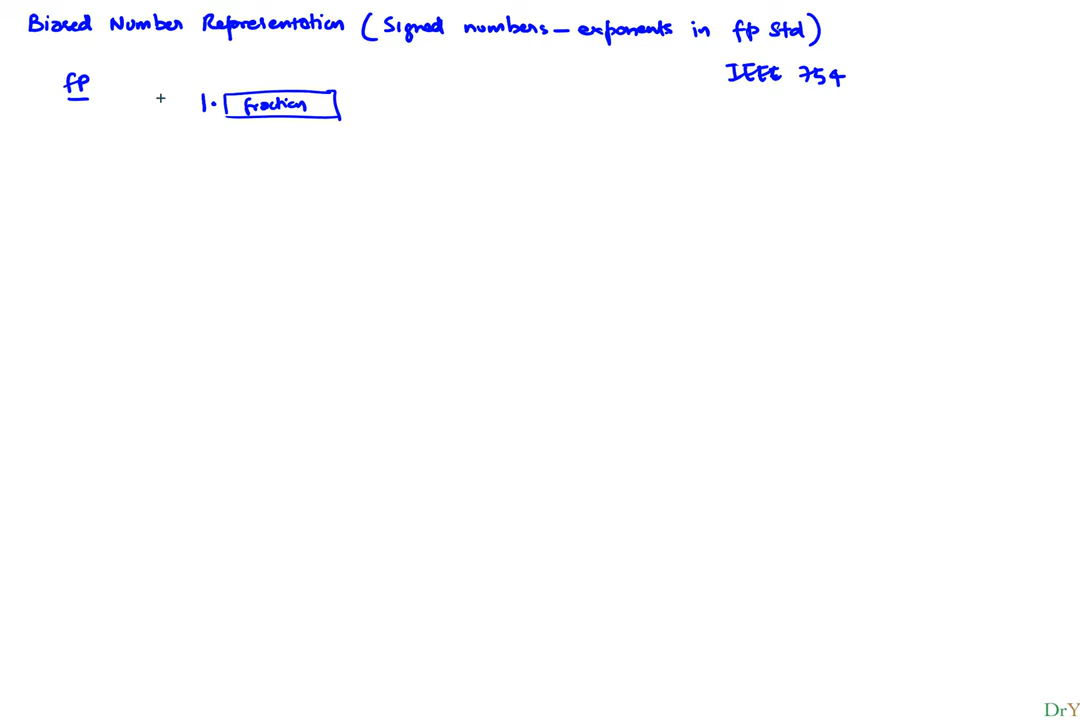 Biased Number Representation (Signed numbers – exponents in fp Std)
IEEE 754
fp
1. fraction
DrY